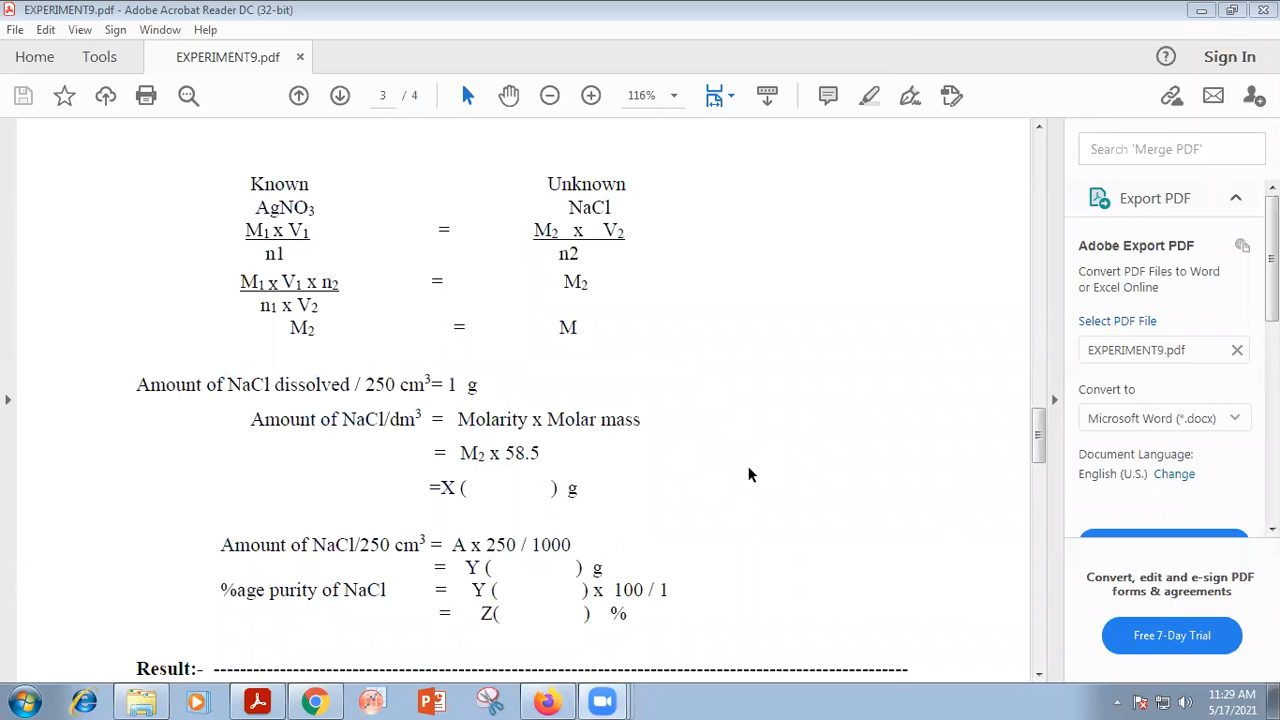 EXPERIMENT9.pdf - Adobe Acrobat Reader DC (32-bit)
File Edit View Sign Window Help
Home Tools EXPERIMENT9.pdf × Sign In
3 / 4 116%
Known Unknown
AgNO₃ NaCl
M₁ x V₁ = M₂ x V₂
n1 n2
M₁ x V₁ x n₂ = M₂
n₁ x V₂
M₂ = M
Amount of NaCl dissolved / 250 cm³= 1 g
Amount of NaCl/dm³ = Molarity x Molar mass
= M₂ x 58.5
=X ( ) g
Amount of NaCl/250 cm³ = A x 250 / 1000
= Y ( ) g
%age purity of NaCl = Y ( ) x 100 / 1
= Z( ) %
Result:- ---------------------------------------------------------------------------------------------------------
Search 'Merge PDF'
Export PDF
Adobe Export PDF
Convert PDF Files to Word
or Excel Online
Select PDF File
EXPERIMENT9.pdf
Convert to
Microsoft Word (*.docx)
Document Language:
English (U.S.) Change
Convert, edit and e-sign PDF
forms & agreements
Free 7-Day Trial
11:29 AM
5/17/2021